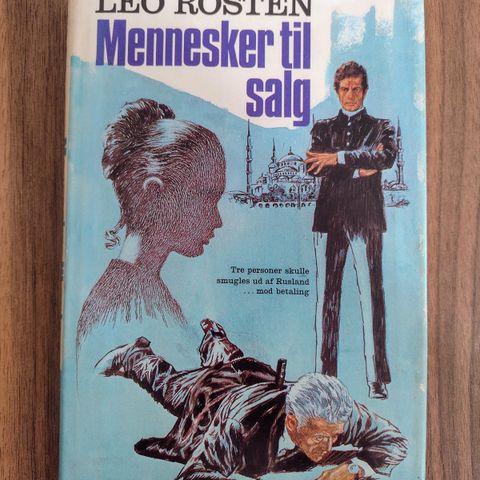 LEO ROSTEN
Mennesker til
salg
Tre personer skulle
smugles ud af Rusland
... mod betaling